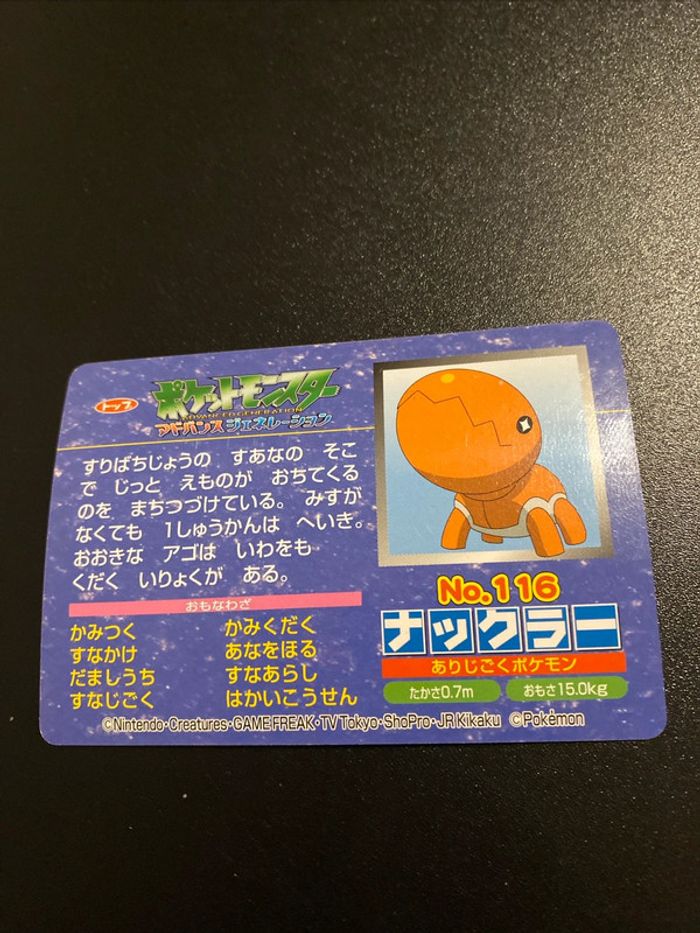 トップ
ポケットモンスター
ADVANCED GENERATION
アドバンスジェネレーション
すりばちじょうの すあなの そこ
で じっと えものが おちてくる
のを まちつづけている。 みずが
なくても 1しゅうかんは へいき。
おおきな アゴは いわをも
くだく いりょくが ある。
おもなわざ
かみつく かみくだく
すなかけ あなをほる
だましうち すなあらし
すなじごく はかいこうせん
No.116
ナックラー
ありじごくポケモン
たかさ0.7m おもさ15.0kg
©Nintendo・Creatures・GAME FREAK・TV Tokyo・ShoPro・JR Kikaku ©Pokémon